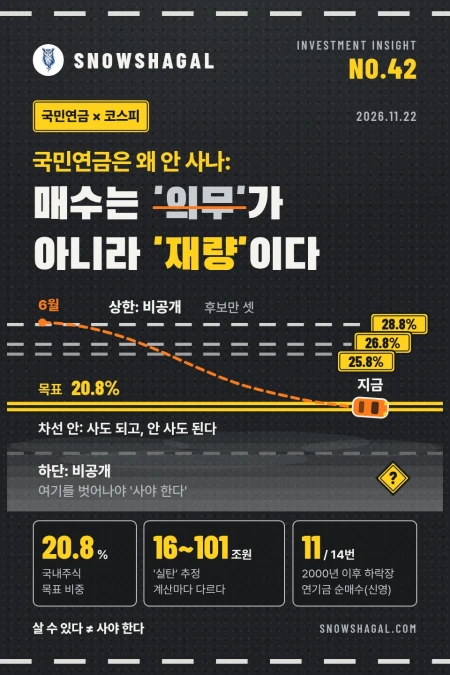 SNOWSHAGAL
INVESTMENT INSIGHT
NO.42
국민연금 × 코스피
2026.11.22
국민연금은 왜 안 사나:
매수는 '의무'가
아니라 '재량'이다
6월
상한: 비공개 후보만 셋
28.8%
26.8%
25.8%
지금
목표 20.8%
차선 안: 사도 되고, 안 사도 된다
하단: 비공개
여기를 벗어나야 '사야 한다'
?
20.8 %
국내주식
목표 비중
16~101 조원
'실탄' 추정
계산마다 다르다
11 / 14번
2000년 이후 하락장
연기금 순매수(신영)
살 수 있다 ≠ 사야 한다
SNOWSHAGAL.COM